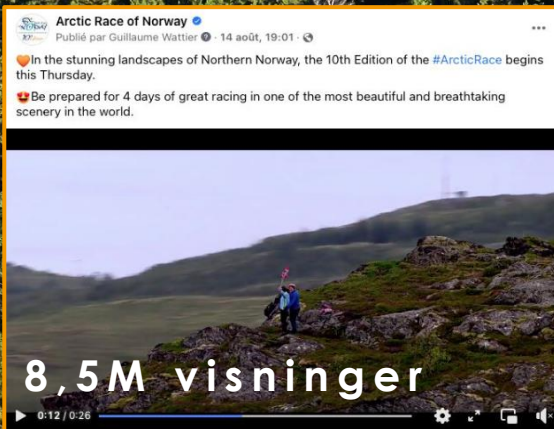 Arctic Race of Norway
Publié par Guillaume Wattier · 14 août, 19:01 ·
🧡In the stunning landscapes of Northern Norway, the 10th Edition of the #ArcticRace begins
this Thursday.
🤩Be prepared for 4 days of great racing in one of the most beautiful and breathtaking
scenery in the world.
8,5M visninger
0:12 / 0:26